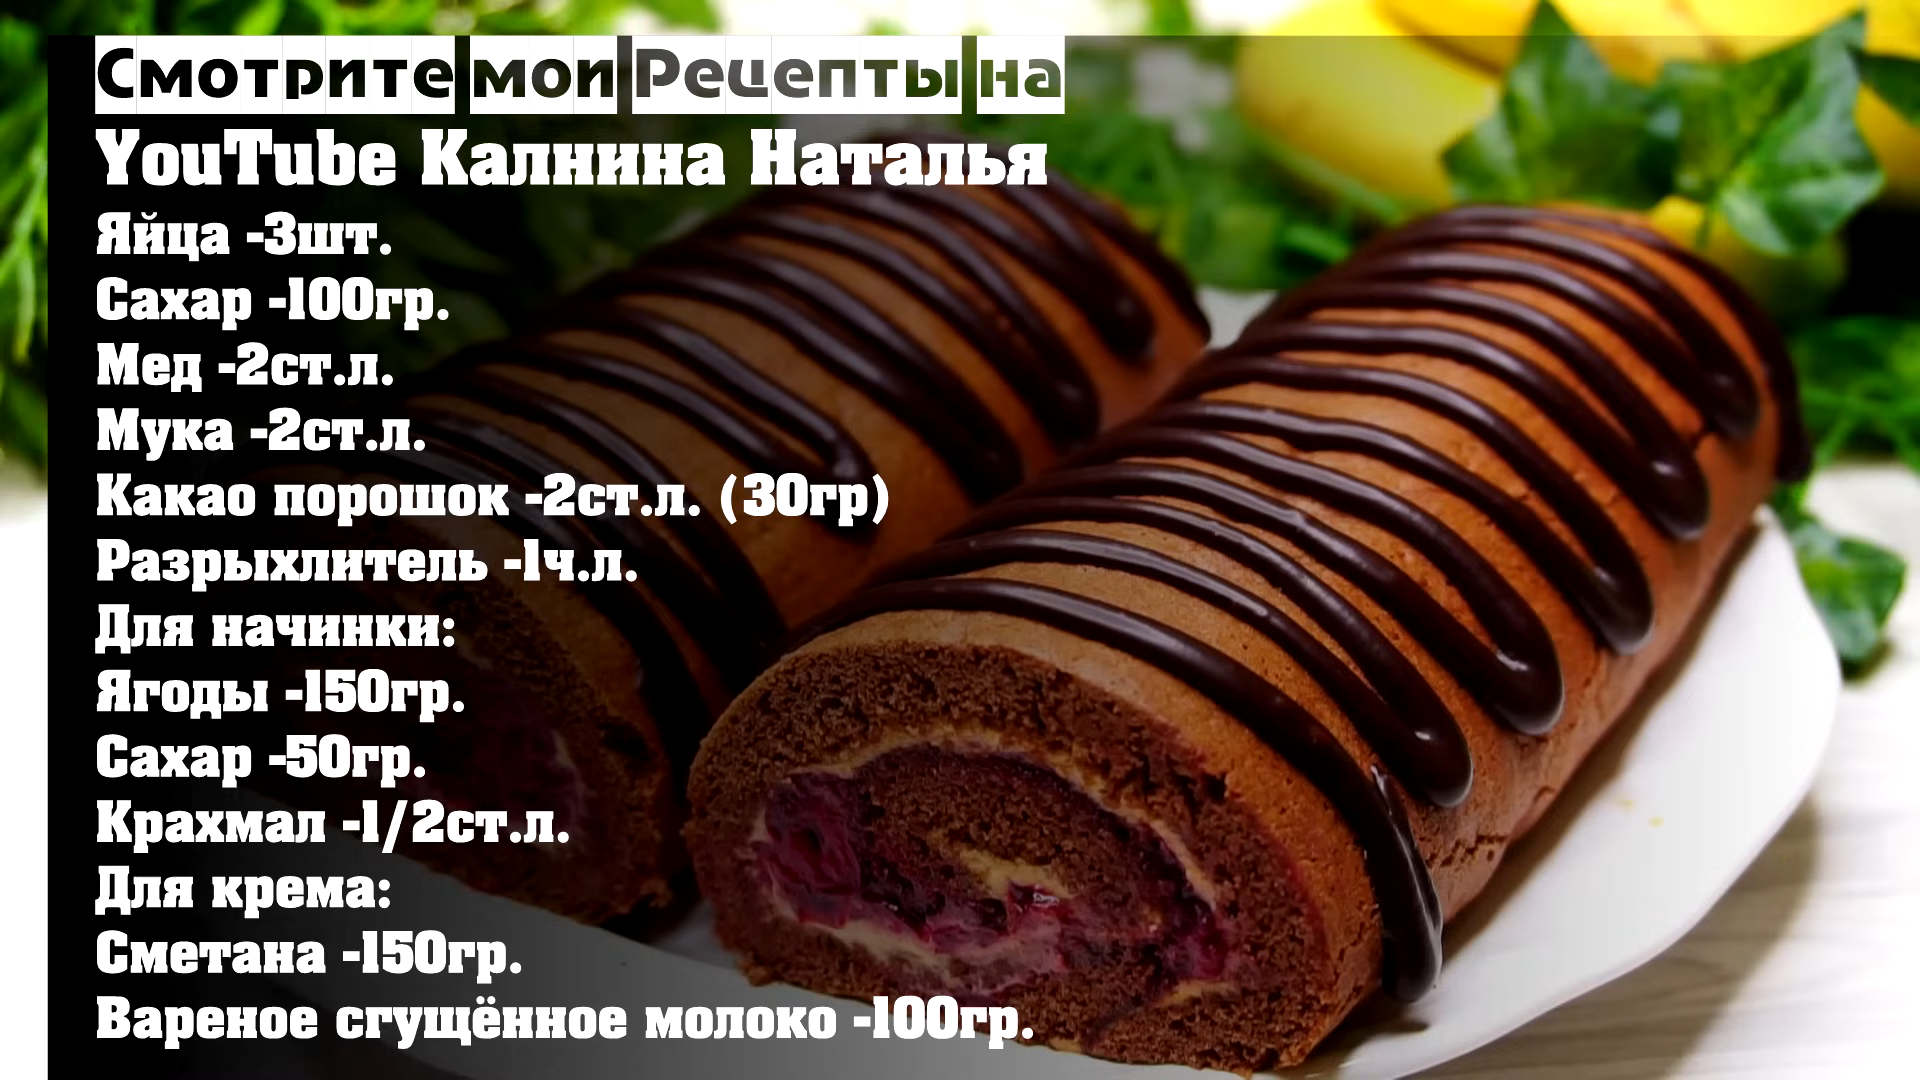 Смотрите мои Рецепты на
YouTube Калнина Наталья
Яйца -3шт.
Сахар -100гр.
Мед -2ст.л.
Мука -2ст.л.
Какао порошок -2ст.л. (30гр)
Разрыхлитель -1ч.л.
Для начинки:
Ягоды -150гр.
Сахар -50гр.
Крахмал -1/2ст.л.
Для крема:
Сметана -150гр.
Вареное сгущённое молоко -100гр.